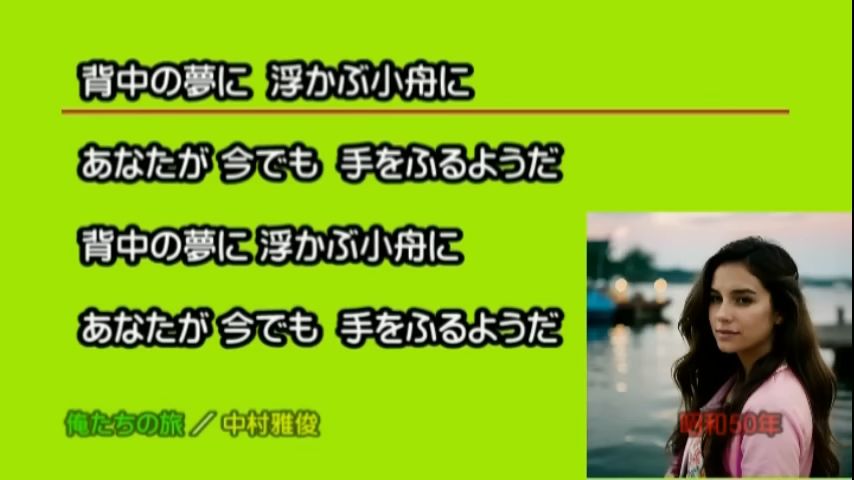 背中の夢に 浮かぶ小舟に
あなたが 今でも 手をふるようだ
背中の夢に 浮かぶ小舟に
あなたが 今でも 手をふるようだ
俺たちの旅 ／ 中村雅俊
昭和50年